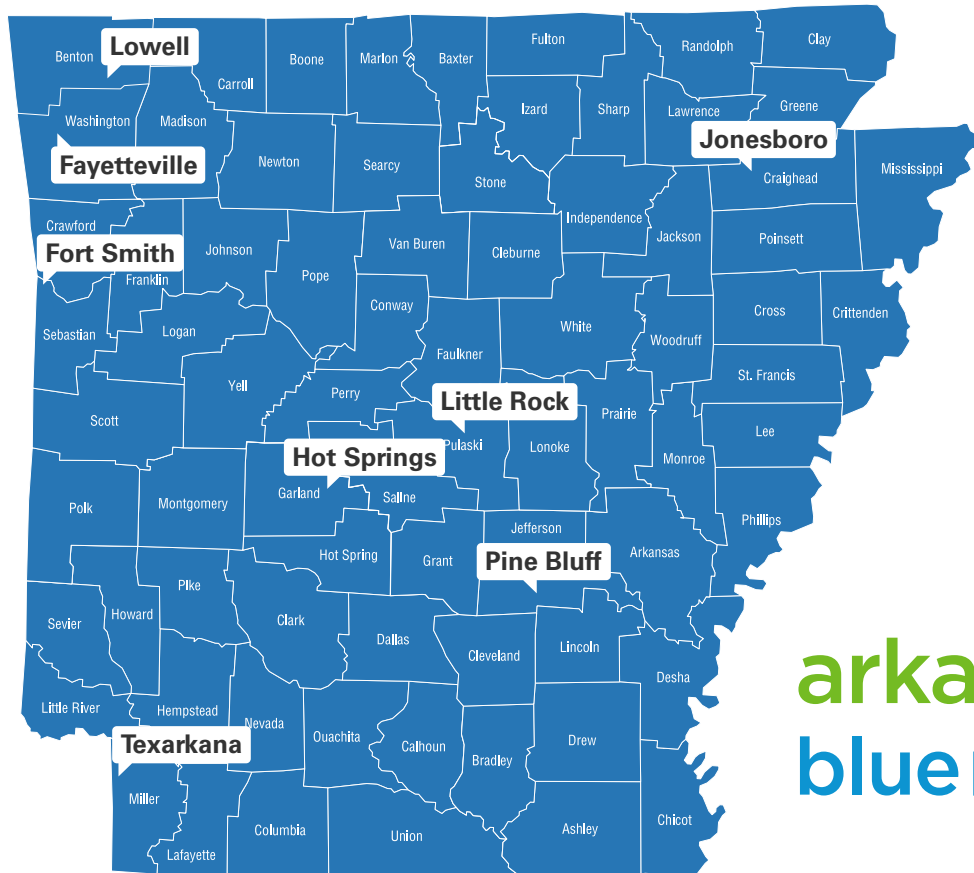 Lowell
Benton
Carroll
Boone
Marlon
Baxter
Fulton
Randolph
Clay
Washington
Madison
Izard
Sharp
Lawrence
Greene
Fayetteville
Newton
Searcy
Stone
Jonesboro
Craighead
Mississippi
Crawford
Fort Smith
Franklin
Johnson
Pope
Van Buren
Cleburne
Independence
Jackson
Poinsett
Sebastian
Logan
Conway
Faulkner
White
Woodruff
Cross
Crittenden
Scott
Yell
Perry
Little Rock
Pulaski
Lonoke
Prairie
Monroe
St. Francis
Lee
Polk
Montgomery
Hot Springs
Garland
Sallne
Phillips
Hot Spring
Grant
Jefferson
Pine Bluff
Arkansas
Sevier
Howard
PIke
Clark
Dallas
Cleveland
Lincoln
Desha
Little River
Hempstead
Nevada
Ouachita
Calhoun
Bradley
Drew
Texarkana
Miller
Lafayette
Columbia
Union
Ashley
Chicot
arka
blue